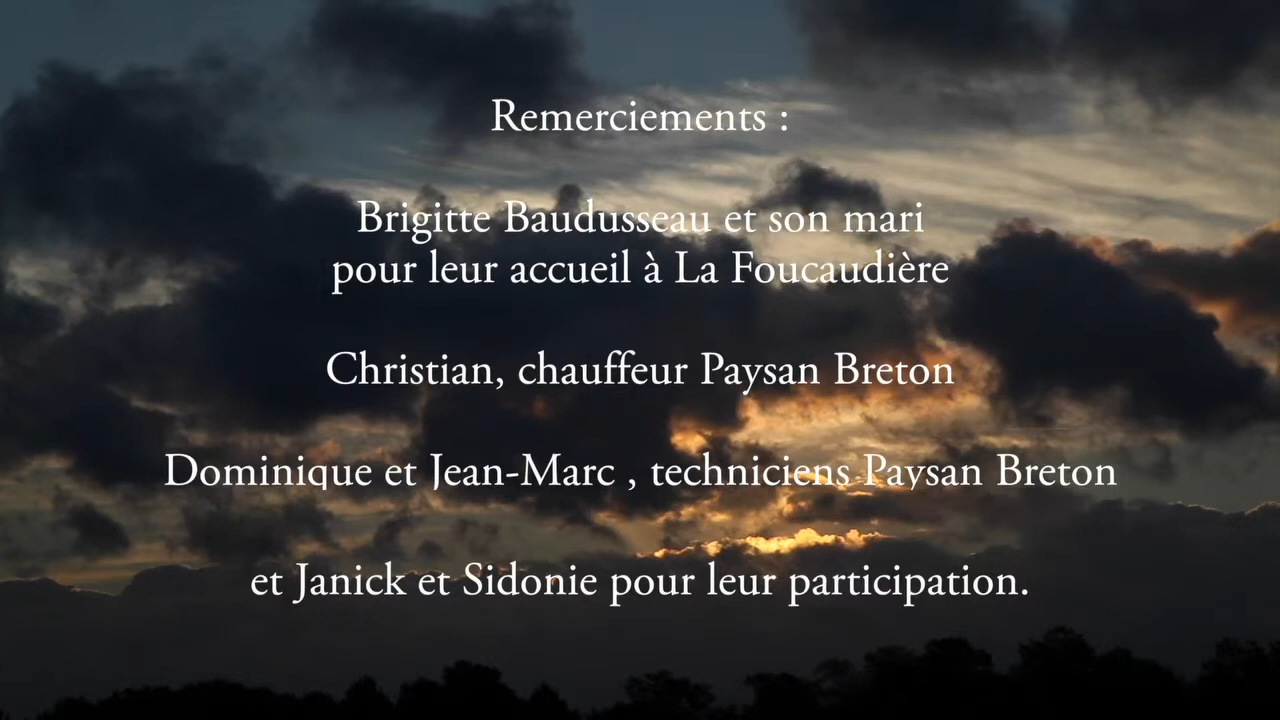 Remerciements :
Brigitte Baudusseau et son mari
pour leur accueil à La Foucaudière
Christian, chauffeur Paysan Breton
Dominique et Jean-Marc , techniciens Paysan Breton
et Janick et Sidonie pour leur participation.